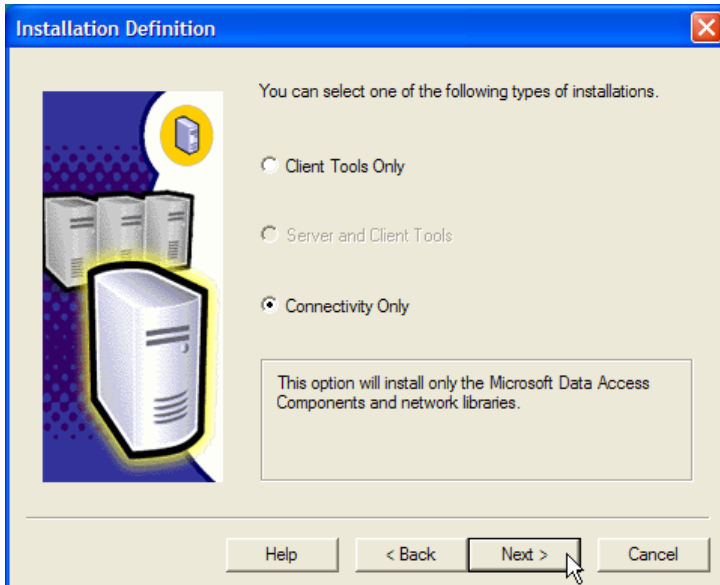 Installation Definition
You can select one of the following types of installations.
Client Tools Only
Server and Client Tools
Connectivity Only
This option will install only the Microsoft Data Access
Components and network libraries.
Help
< Back
Next >
Cancel